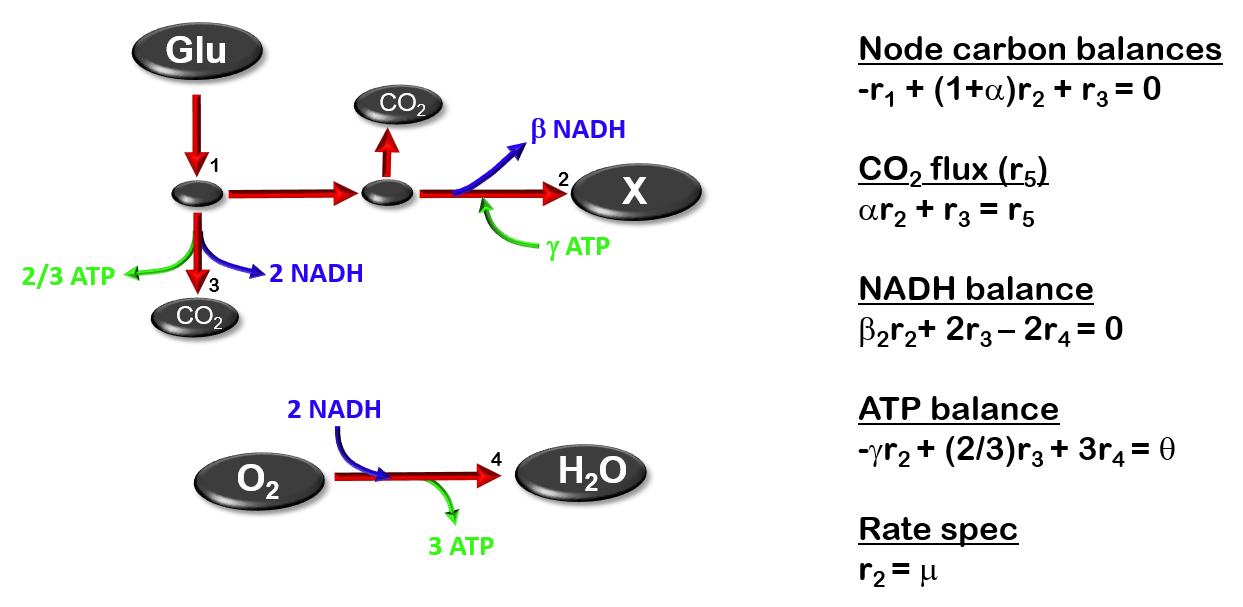 Glu
CO₂
β NADH
1
2
X
γ ATP
2/3 ATP
2 NADH
3
CO₂
2 NADH
O₂
4
H₂O
3 ATP
Node carbon balances
-r₁ + (1+α)r₂ + r₃ = 0
CO₂ flux (r₅)
αr₂ + r₃ = r₅
NADH balance
β₂r₂+ 2r₃ – 2r₄ = 0
ATP balance
-γr₂ + (2/3)r₃ + 3r₄ = θ
Rate spec
r₂ = μ